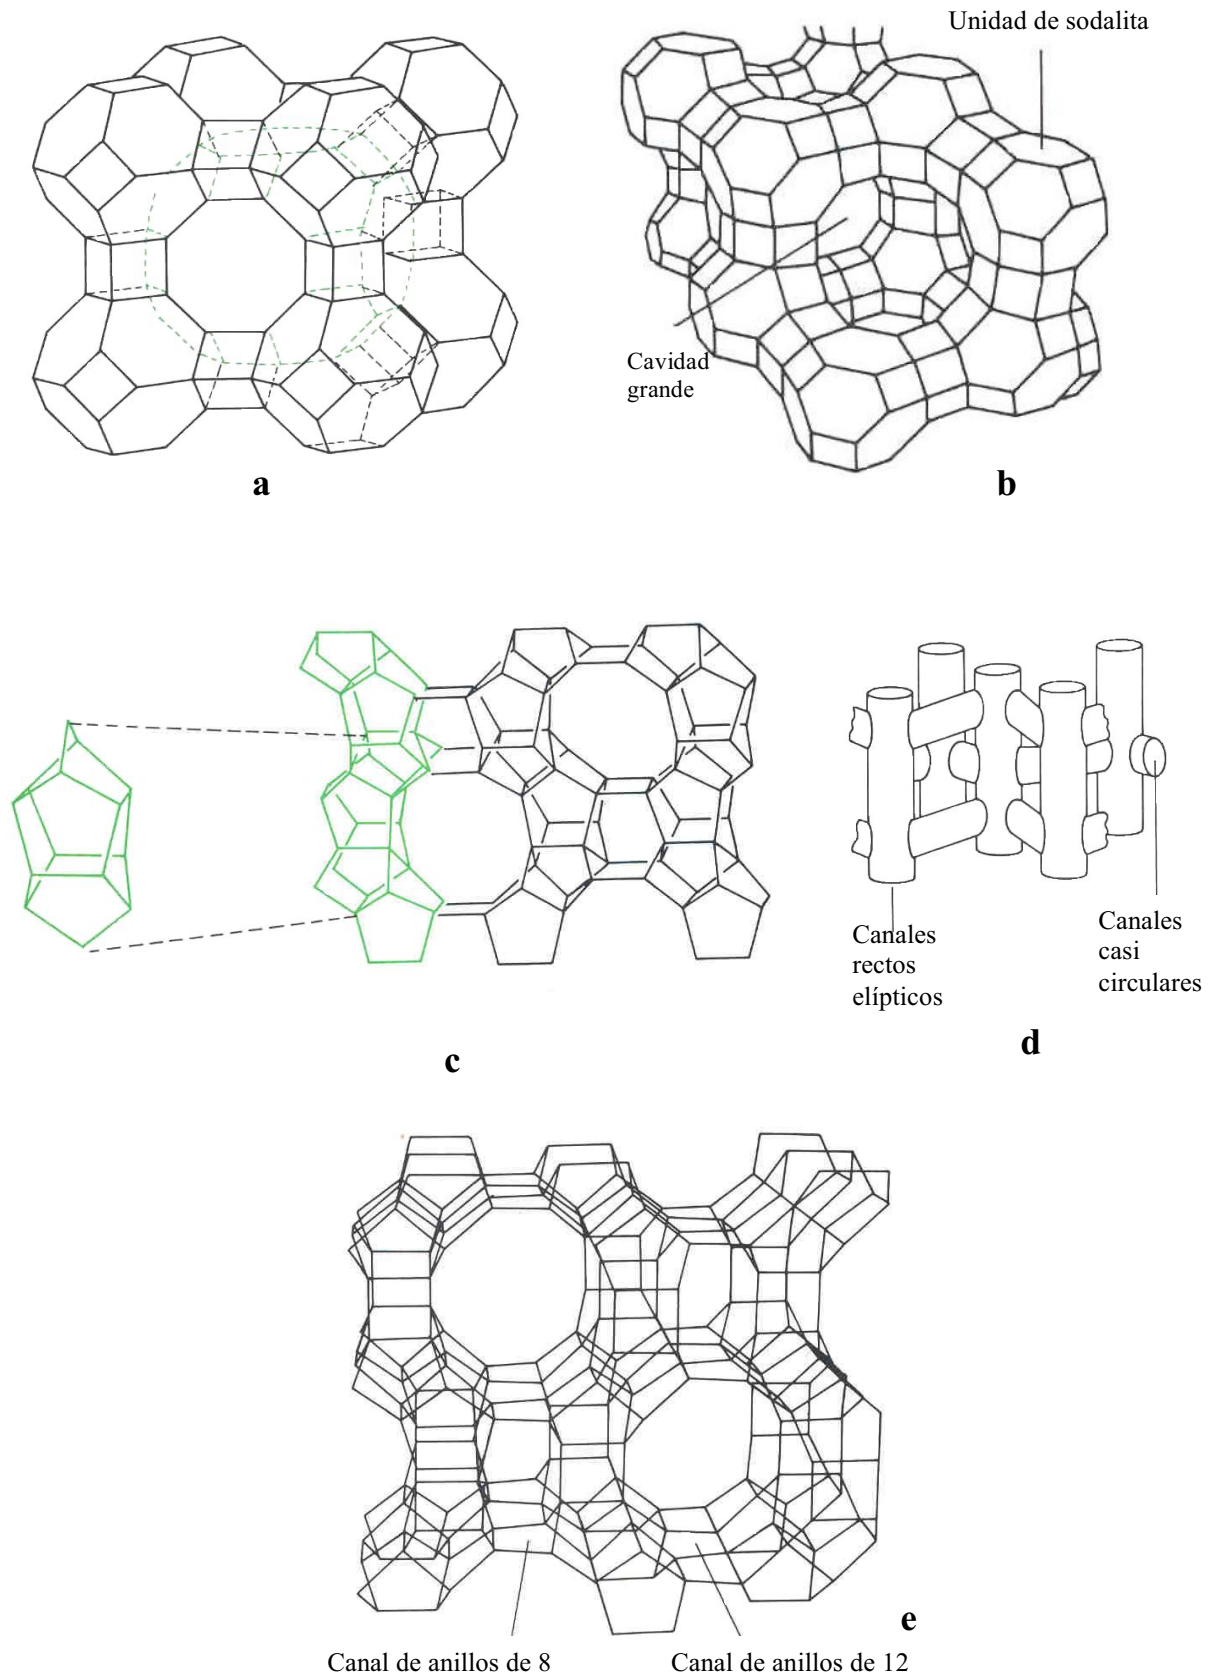 Unidad de sodalita
Cavidad
grande
a
b
Canales
rectos
elípticos
Canales
casi
circulares
c
d
e
Canal de anillos de 8
Canal de anillos de 12